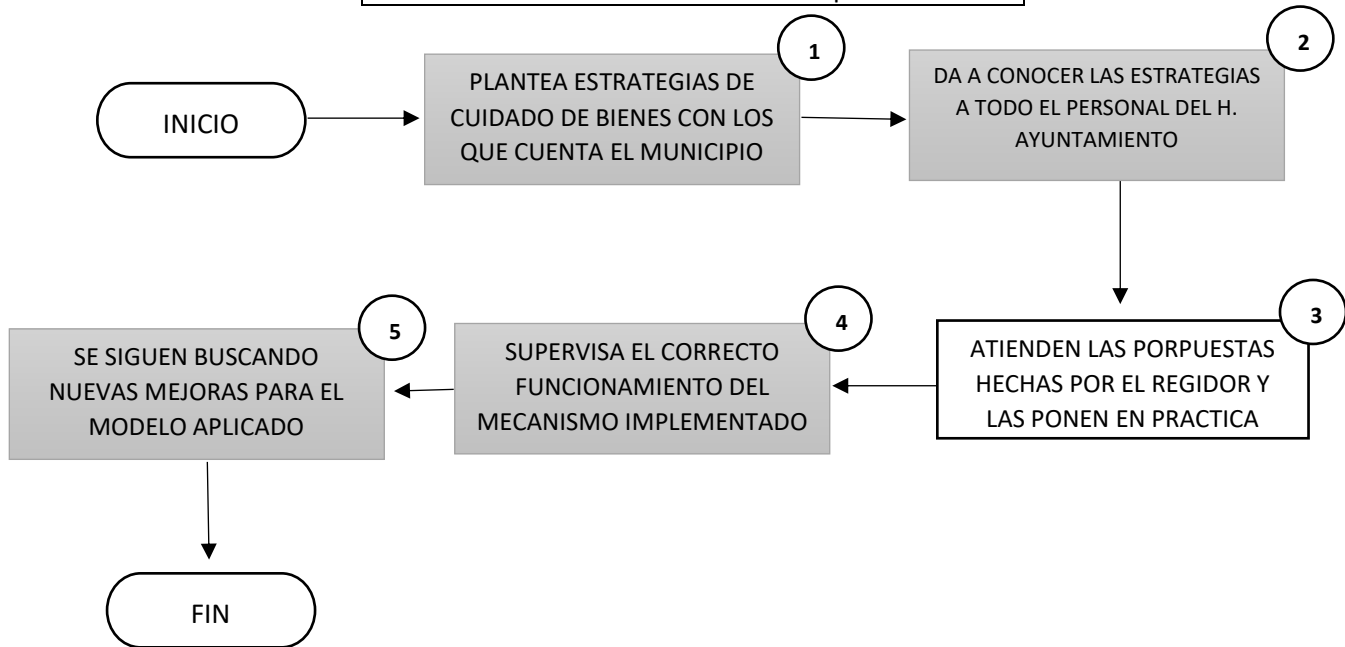 1
PLANTEA ESTRATEGIAS DE
CUIDADO DE BIENES CON LOS
QUE CUENTA EL MUNICIPIO
2
DA A CONOCER LAS ESTRATEGIAS
A TODO EL PERSONAL DEL H.
AYUNTAMIENTO
INICIO
3
ATIENDEN LAS PORPUESTAS
HECHAS POR EL REGIDOR Y
LAS PONEN EN PRACTICA
4
SUPERVISA EL CORRECTO
FUNCIONAMIENTO DEL
MECANISMO IMPLEMENTADO
5
SE SIGUEN BUSCANDO
NUEVAS MEJORAS PARA EL
MODELO APLICADO
FIN